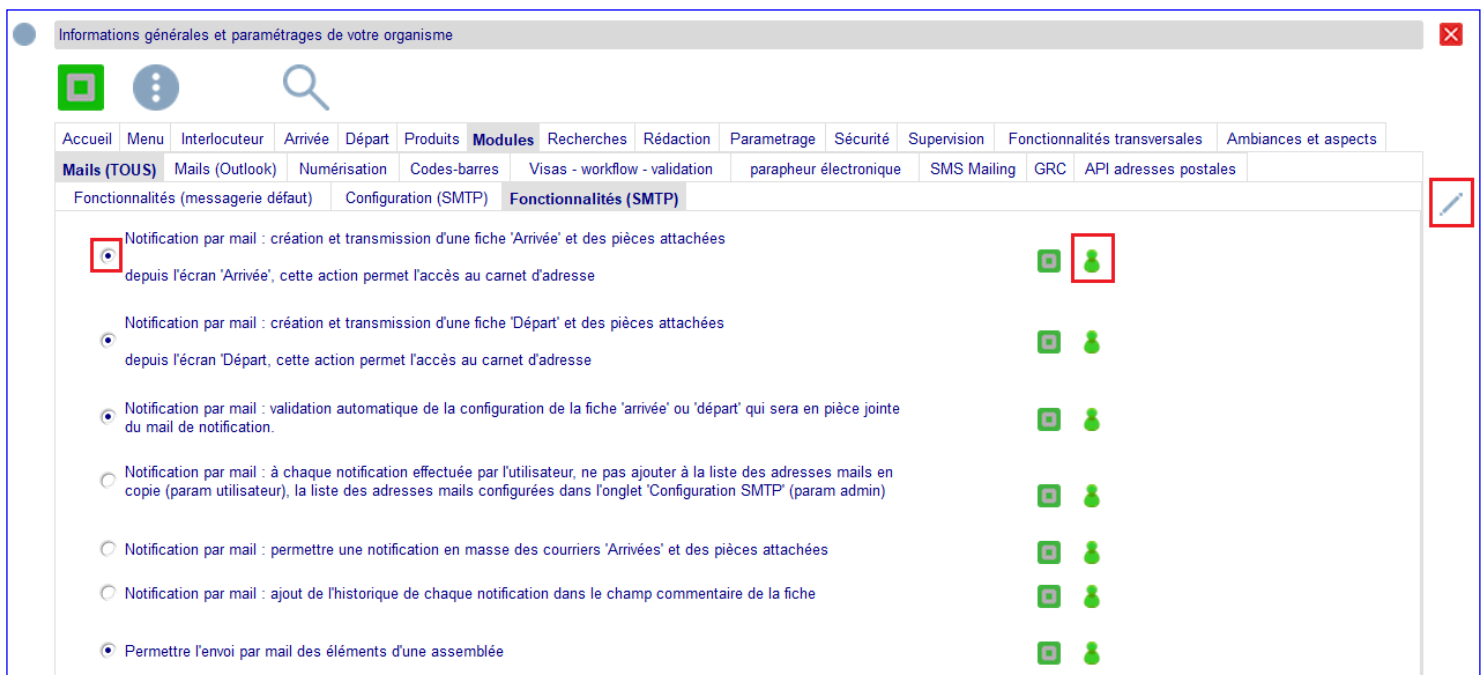 Informations générales et paramétrages de votre organisme
Accueil Menu Interlocuteur Arrivée Départ Produits Modules Recherches Rédaction Parametrage Sécurité Supervision Fonctionnalités transversales Ambiances et aspects
Mails (TOUS) Mails (Outlook) Numérisation Codes-barres Visas - workflow - validation parapheur électronique SMS Mailing GRC API adresses postales
Fonctionnalités (messagerie défaut) Configuration (SMTP) Fonctionnalités (SMTP)
Notification par mail : création et transmission d'une fiche 'Arrivée' et des pièces attachées
depuis l'écran 'Arrivée', cette action permet l'accès au carnet d'adresse
Notification par mail : création et transmission d'une fiche 'Départ' et des pièces attachées
depuis l'écran 'Départ, cette action permet l'accès au carnet d'adresse
Notification par mail : validation automatique de la configuration de la fiche 'arrivée' ou 'départ' qui sera en pièce jointe
du mail de notification.
Notification par mail : à chaque notification effectuée par l'utilisateur, ne pas ajouter à la liste des adresses mails en
copie (param utilisateur), la liste des adresses mails configurées dans l'onglet 'Configuration SMTP' (param admin)
Notification par mail : permettre une notification en masse des courriers 'Arrivées' et des pièces attachées
Notification par mail : ajout de l'historique de chaque notification dans le champ commentaire de la fiche
Permettre l'envoi par mail des éléments d'une assemblée